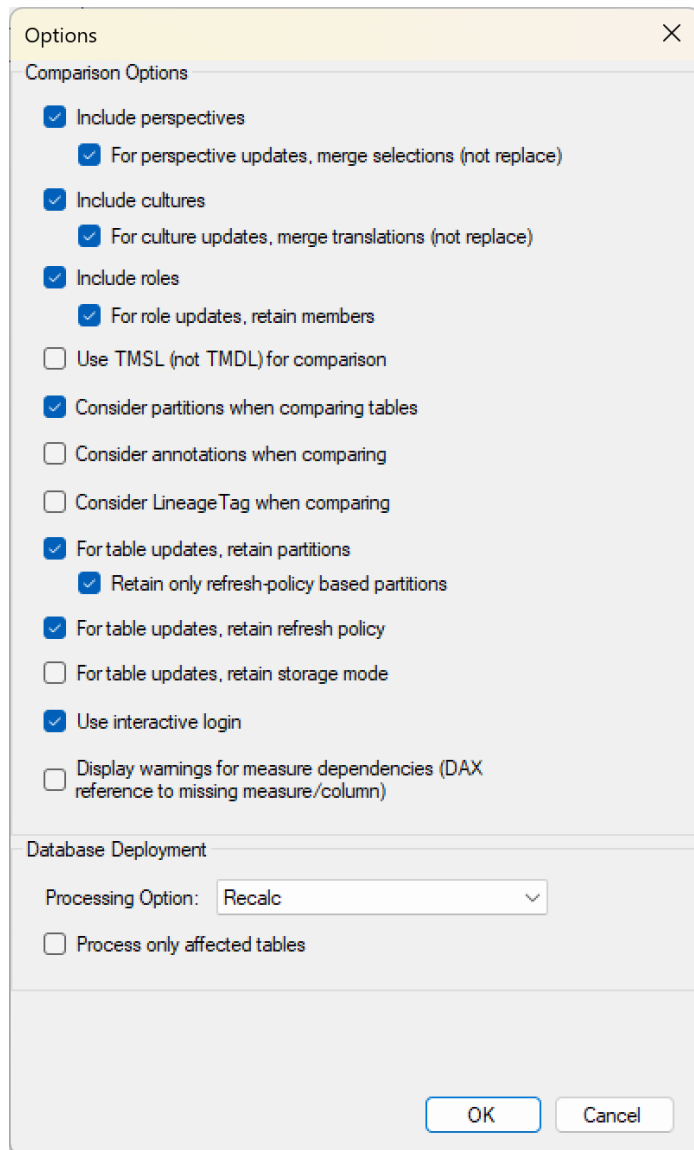 Options
Comparison Options
Include perspectives
For perspective updates, merge selections (not replace)
Include cultures
For culture updates, merge translations (not replace)
Include roles
For role updates, retain members
Use TMSL (not TMDL) for comparison
Consider partitions when comparing tables
Consider annotations when comparing
Consider LineageTag when comparing
For table updates, retain partitions
Retain only refresh-policy based partitions
For table updates, retain refresh policy
For table updates, retain storage mode
Use interactive login
Display warnings for measure dependencies (DAX
reference to missing measure/column)
Database Deployment
Processing Option: Recalc
Process only affected tables
OK Cancel